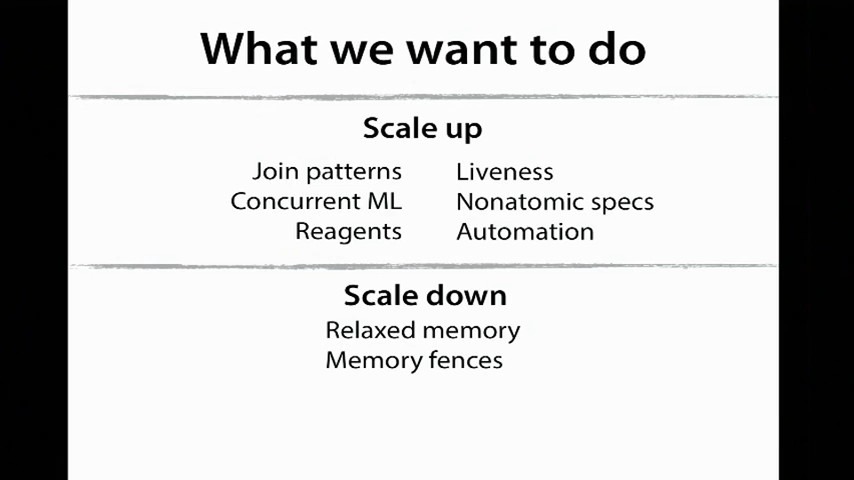 What we want to do
Scale up
Join patterns
Concurrent ML
Reagents
Liveness
Nonatomic specs
Automation
Scale down
Relaxed memory
Memory fences